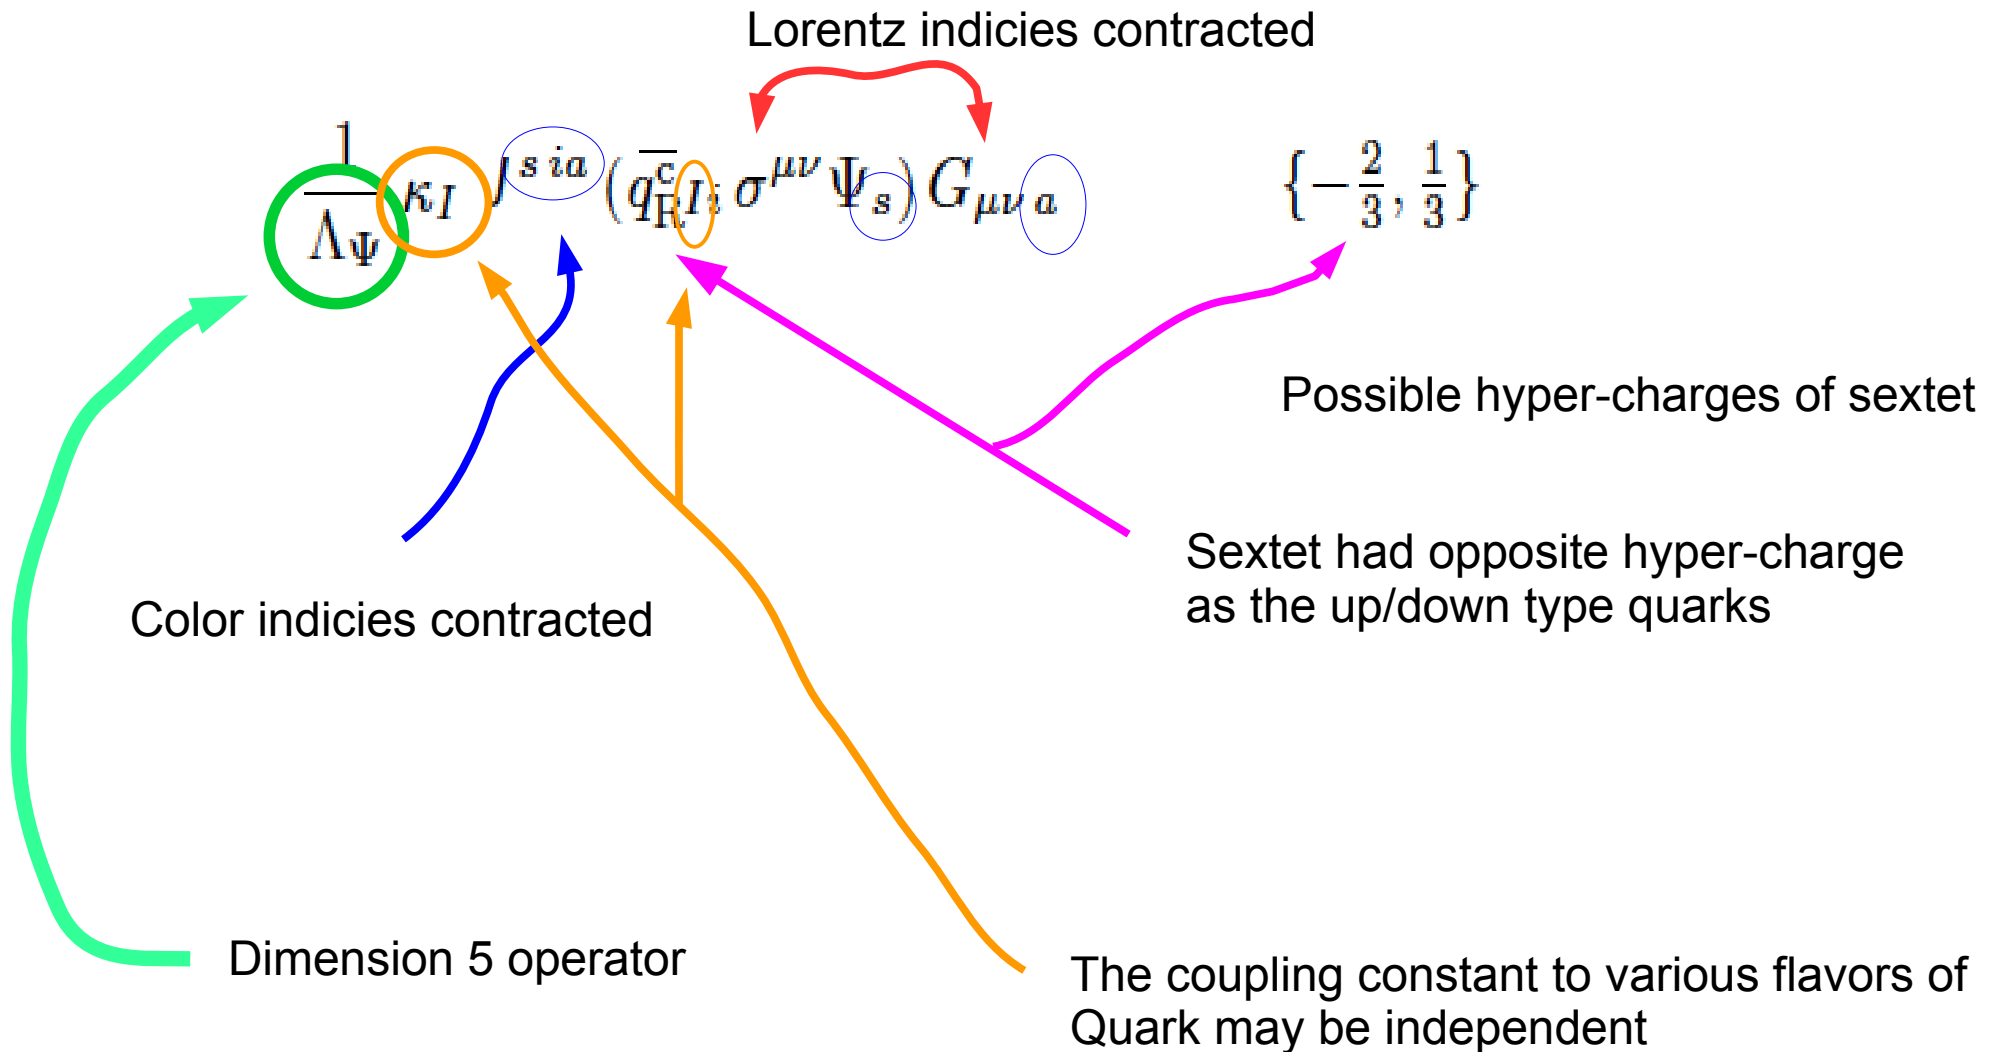 Lorentz indicies contracted
1/Λ_Ψ κ_I J^{s ia} (\overline{q^c_R}_{Ii} σ^{μν} Ψ_s) G_{μν a} {−2/3, 1/3}
Possible hyper-charges of sextet
Sextet had opposite hyper-charge
as the up/down type quarks
Color indicies contracted
Dimension 5 operator
The coupling constant to various flavors of
Quark may be independent